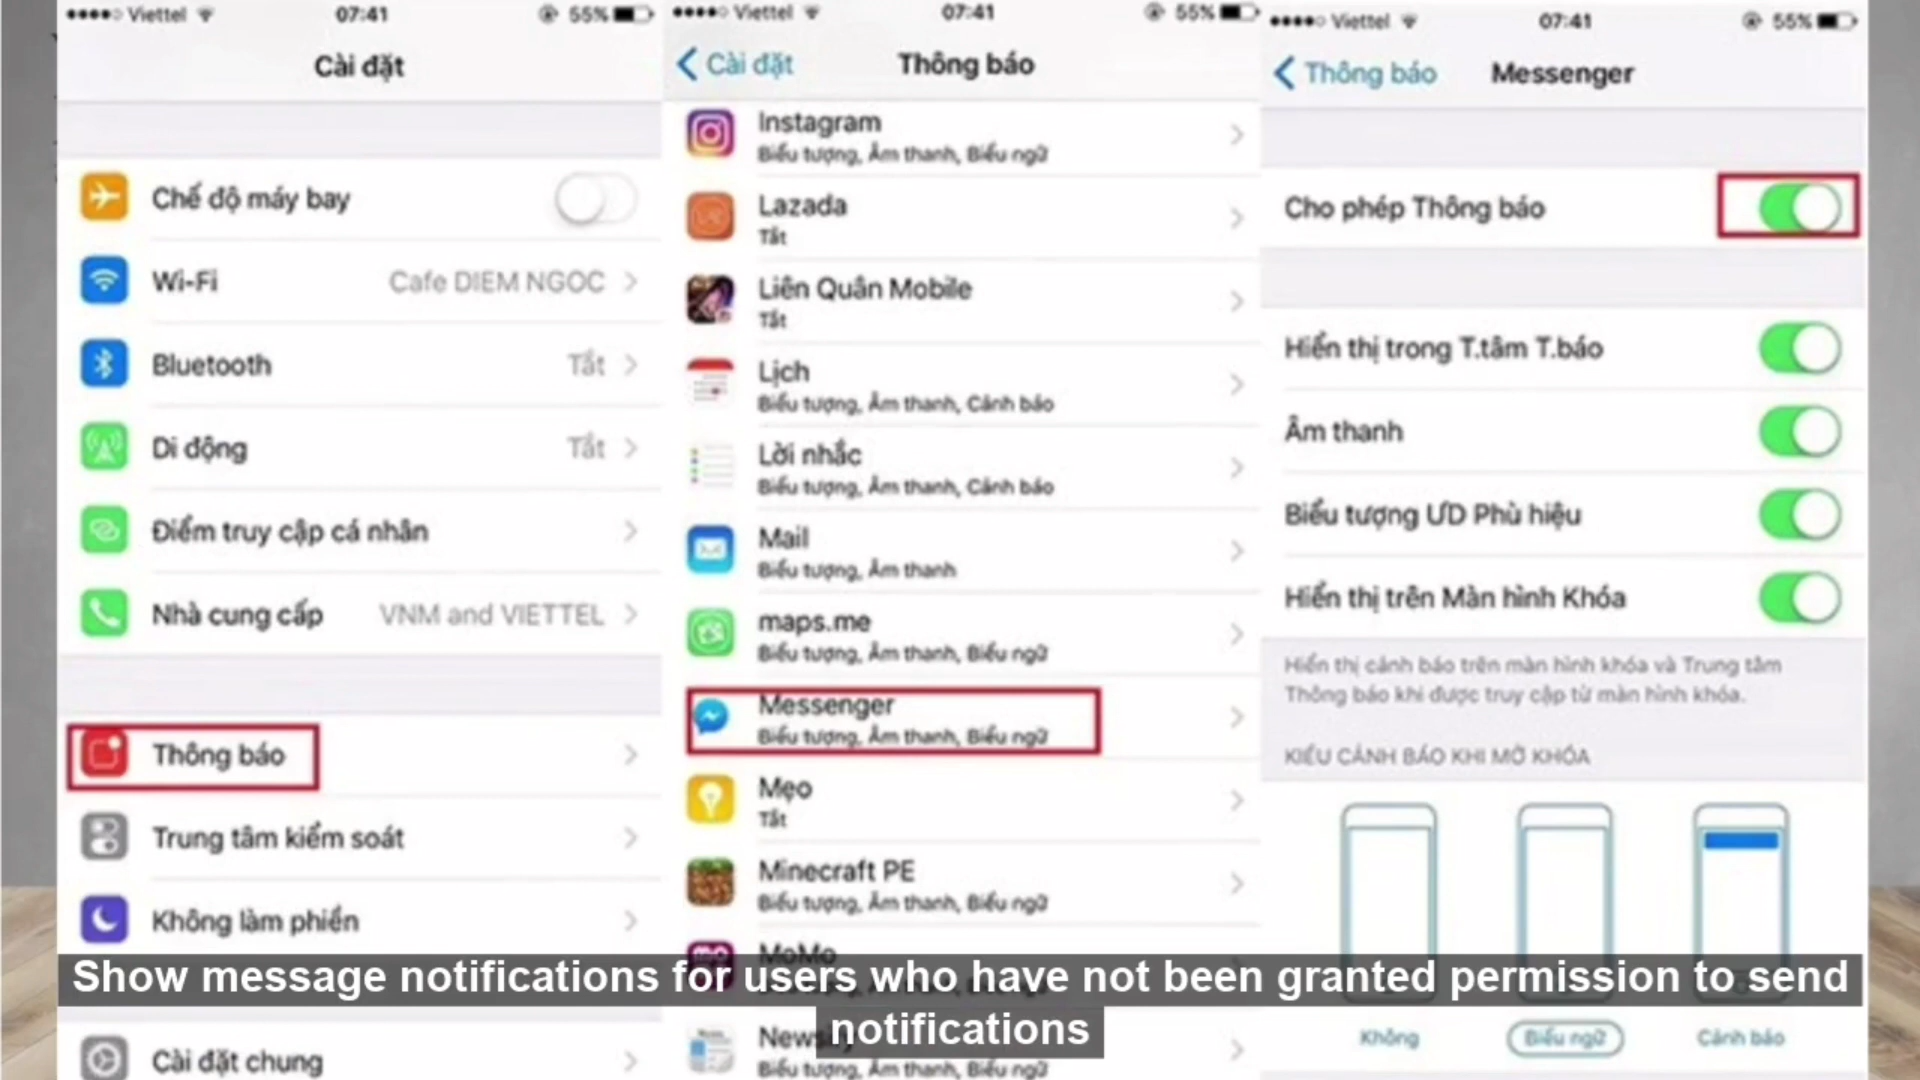 Viettel 07:41 55%
Cài đặt
Chế độ máy bay
Wi-Fi Cafe DIEM NGOC
Bluetooth Tắt
Di động Tắt
Điểm truy cập cá nhân
Nhà cung cấp VNM and VIETTEL
Thông báo
Trung tâm kiểm soát
Không làm phiền
Cài đặt chung
Viettel 07:41 55%
Cài đặt Thông báo
Instagram
Biểu tượng, Âm thanh, Biểu ngữ
Lazada
Tắt
Liên Quân Mobile
Tắt
Lịch
Biểu tượng, Âm thanh, Cảnh báo
Lời nhắc
Biểu tượng, Âm thanh, Cảnh báo
Mail
Biểu tượng, Âm thanh
maps.me
Biểu tượng, Âm thanh, Biểu ngữ
Messenger
Biểu tượng, Âm thanh, Biểu ngữ
Mẹo
Tắt
Minecraft PE
Biểu tượng, Âm thanh, Biểu ngữ
MoMo
Biểu tượng, Âm thanh, Biểu ngữ
Viettel 07:41 55%
Thông báo Messenger
Cho phép Thông báo
Hiển thị trong T.tâm T.báo
Âm thanh
Biểu tượng ƯD Phù hiệu
Hiển thị trên Màn hình Khóa
Hiển thị cảnh báo trên màn hình khóa và Trung tâm
Thông báo khi được truy cập từ màn hình khóa.
KIỂU CẢNH BÁO KHI MỞ KHÓA
Không Biểu ngữ Cảnh báo
Show message notifications for users who have not been granted permission to send
notifications